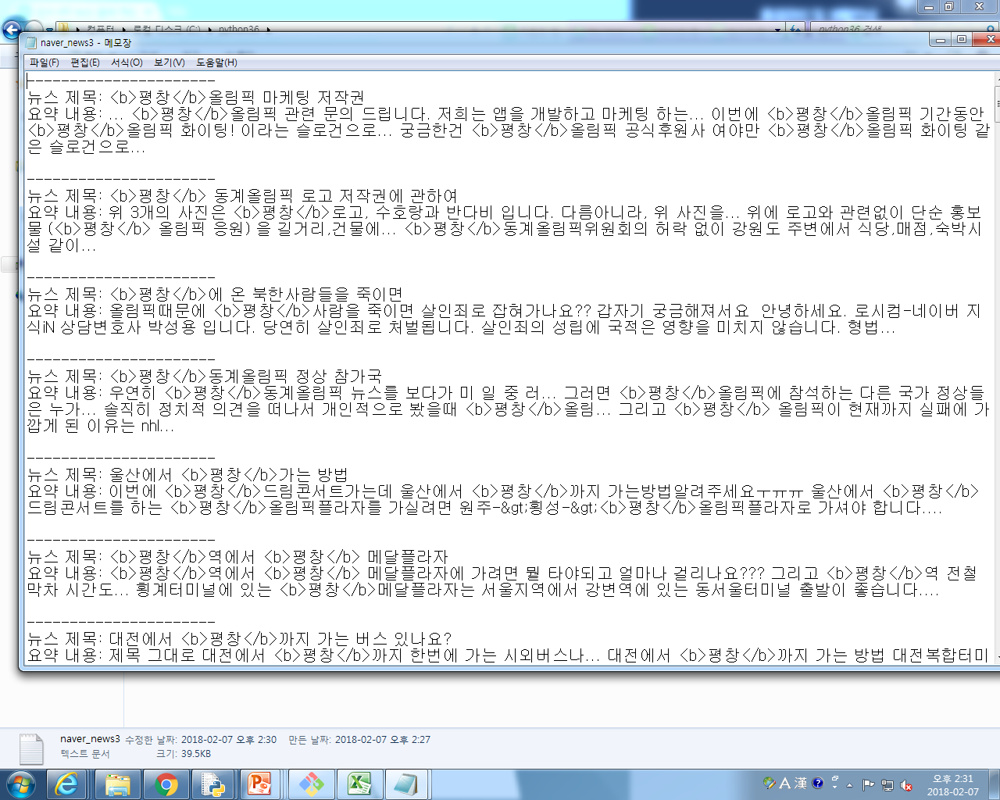 컴퓨터 ▸ 로컬 디스크 (C:) ▸ python36 ▸
python36 검색
naver_news3 - 메모장
파일(F) 편집(E) 서식(O) 보기(V) 도움말(H)
----------------------
뉴스 제목: <b>평창</b>올림픽 마케팅 저작권
요약 내용: ... <b>평창</b>올림픽 관련 문의 드립니다. 저희는 앱을 개발하고 마케팅 하는... 이번에 <b>평창</b>올림픽 기간동안
<b>평창</b>올림픽 화이팅! 이라는 슬로건으로... 궁금한건 <b>평창</b>올림픽 공식후원사 여야만 <b>평창</b>올림픽 화이팅 같
은 슬로건으로...
----------------------
뉴스 제목: <b>평창</b> 동계올림픽 로고 저작권에 관하여
요약 내용: 위 3개의 사진은 <b>평창</b>로고, 수호랑과 반다비 입니다. 다름아니라, 위 사진을... 위에 로고와 관련없이 단순 홍보
물 (<b>평창</b> 올림픽 응원) 을 길거리,건물에... <b>평창</b>동계올림픽위원회의 허락 없이 강원도 주변에서 식당,매점,숙박시
설 같이...
----------------------
뉴스 제목: <b>평창</b>에 온 북한사람들을 죽이면
요약 내용: 올림픽때문에 <b>평창</b>사람을 죽이면 살인죄로 잡혀가나요?? 갑자기 궁금해져서요  안녕하세요. 로시컴-네이버 지
식iN 상담변호사 박성용 입니다. 당연히 살인죄로 처벌됩니다. 살인죄의 성립에 국적은 영향을 미치지 않습니다. 형법...
----------------------
뉴스 제목: <b>평창</b>동계올림픽 정상 참가국
요약 내용: 우연히 <b>평창</b>동계올림픽 뉴스를 보다가 미 일 중 러... 그러면 <b>평창</b>올림픽에 참석하는 다른 국가 정상들
은 누가... 솔직히 정치적 의견을 떠나서 개인적으로 봤을때 <b>평창</b>올림... 그리고 <b>평창</b> 올림픽이 현재까지 실패에 가
깝게 된 이유는 nhl...
----------------------
뉴스 제목: 울산에서 <b>평창</b>가는 방법
요약 내용: 이번에 <b>평창</b>드림콘서트가는데 울산에서 <b>평창</b>까지 가는방법알려주세요ㅜㅠㅠ 울산에서 <b>평창</b>
드림콘서트를 하는 <b>평창</b>올림픽플라자를 가실려면 원주-&gt;횡성-&gt;<b>평창</b>올림픽플라자로 가셔야 합니다....
----------------------
뉴스 제목: <b>평창</b>역에서 <b>평창</b> 메달플라자
요약 내용: <b>평창</b>역에서 <b>평창</b> 메달플라자에 가려면 뭘 타야되고 얼마나 걸리나요??? 그리고 <b>평창</b>역 전철
막차 시간도... 횡계터미널에 있는 <b>평창</b>메달플라자는 서울지역에서 강변역에 있는 동서울터미널 출발이 좋습니다....
----------------------
뉴스 제목: 대전에서 <b>평창</b>까지 가는 버스 있나요?
요약 내용: 제목 그대로 대전에서 <b>평창</b>까지 한번에 가는 시외버스나... 대전에서 <b>평창</b>까지 가는 방법 대전복합터미
naver_news3 수정한 날짜: 2018-02-07 오후 2:30 만든 날짜: 2018-02-07 오후 2:27
텍스트 문서 크기: 39.5KB
A 漢
오후 2:31
2018-02-07